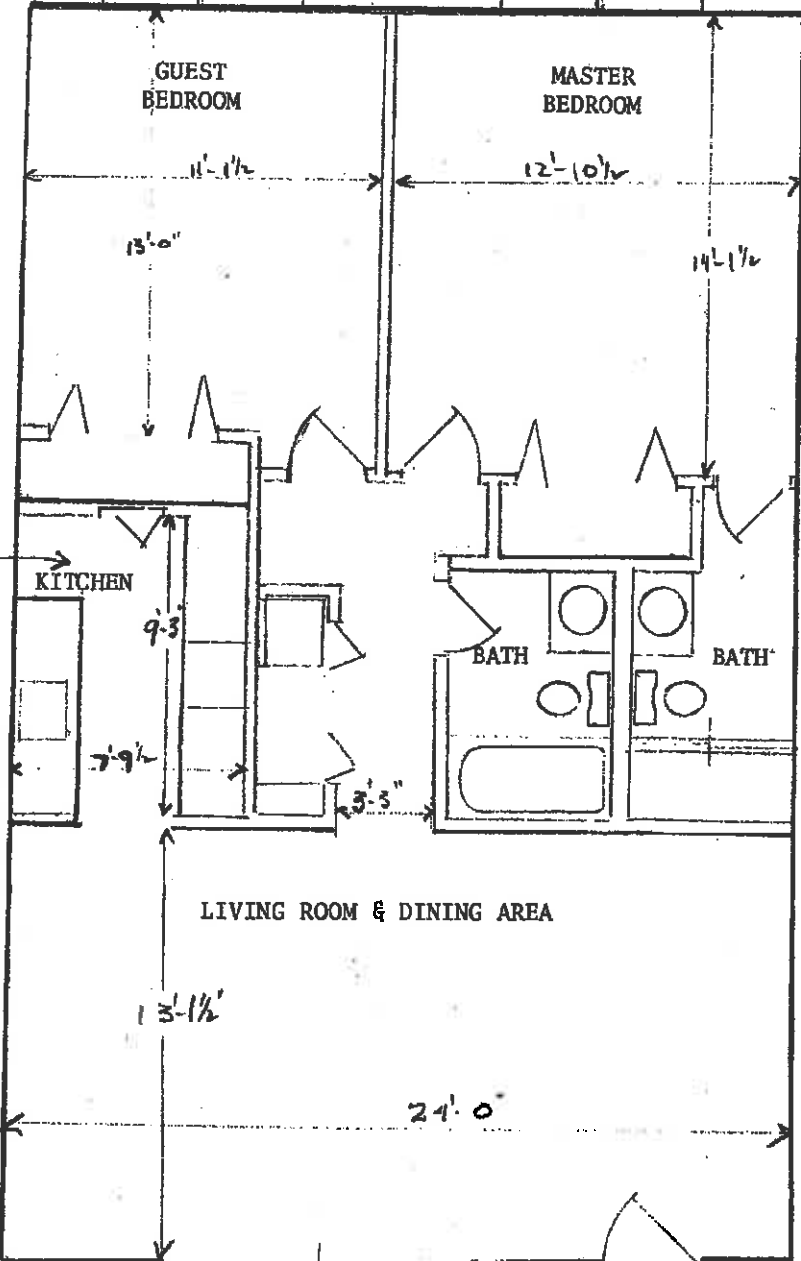 GUEST
BEDROOM
MASTER
BEDROOM
11'-1½
12'-10½
13'-0"
14'-1½
KITCHEN
9'-3'
BATH
BATH
7'-9½
3'-3"
LIVING ROOM & DINING AREA
13'-1½'
24'-0"